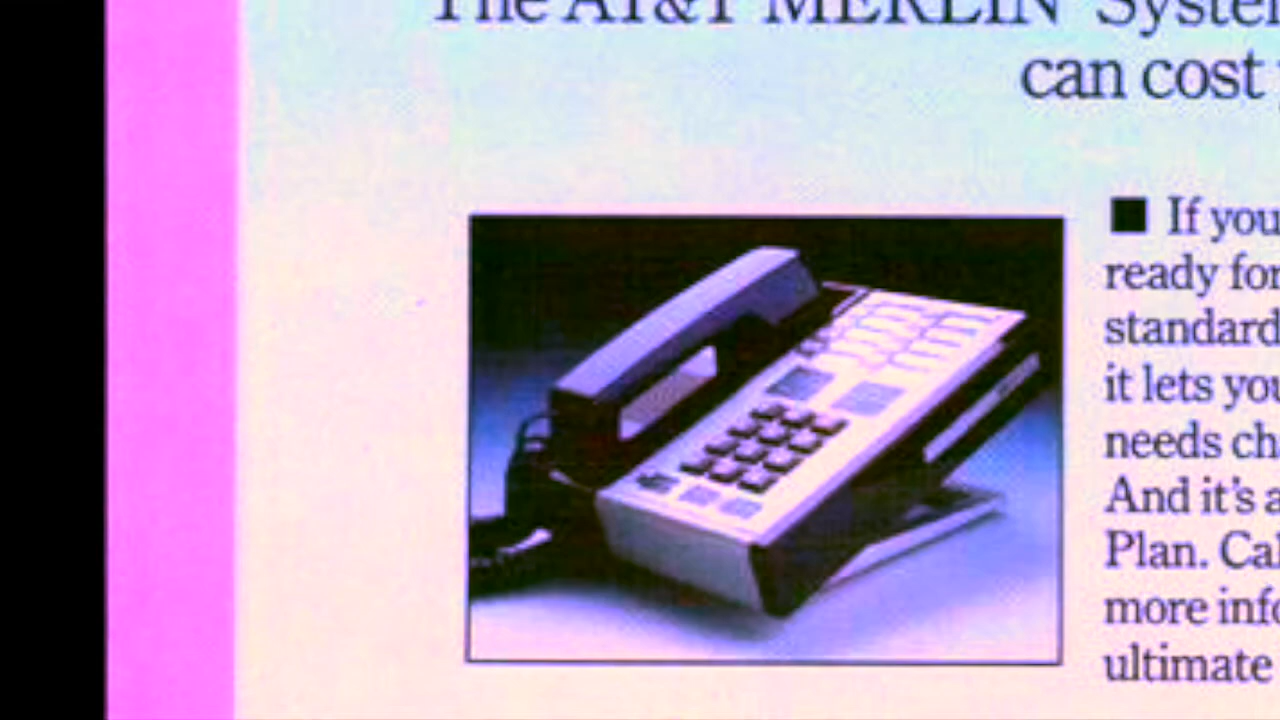 The AT&T MERLIN System
can cost
■ If you
ready for
standard
it lets you
needs ch
And it's a
Plan. Cal
more info
ultimate